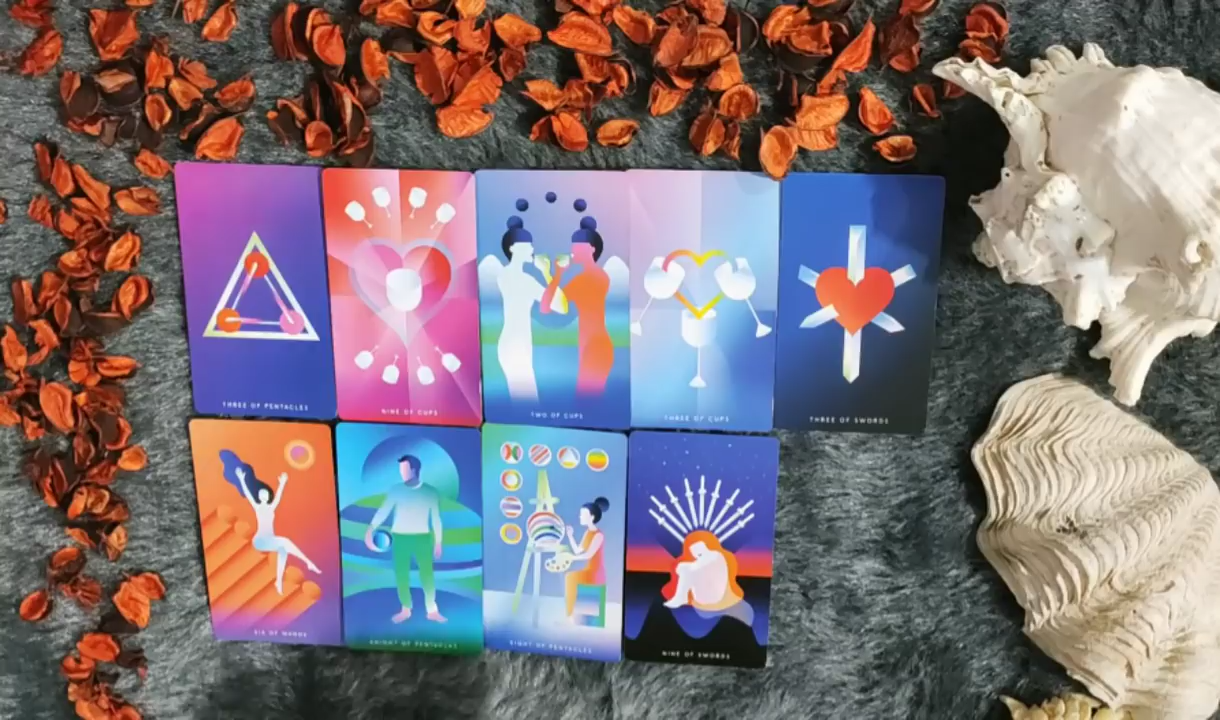 THREE OF PENTACLES
NINE OF CUPS
TWO OF CUPS
THREE OF CUPS
THREE OF SWORDS
SIX OF WANDS
KNIGHT OF PENTACLES
EIGHT OF PENTACLES
NINE OF SWORDS